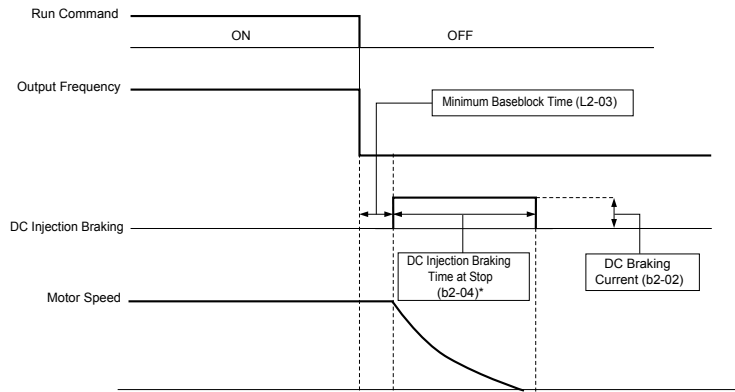 Run Command
ON
OFF
Output Frequency
Minimum Baseblock Time (L2-03)
DC Injection Braking
DC Injection Braking
Time at Stop
(b2-04)*
DC Braking
Current (b2-02)
Motor Speed